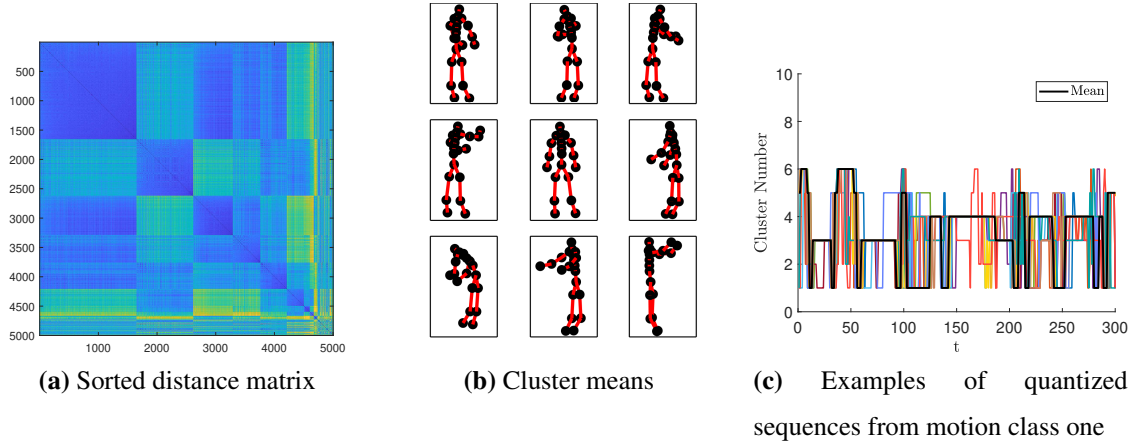 500
1000
1500
2000
2500
3000
3500
4000
4500
5000
1000 2000 3000 4000 5000
(a) Sorted distance matrix
(b) Cluster means
10
8
6
4
2
0
Cluster Number
Mean
0 50 100 150 200 250 300
t
(c) Examples of quantized
sequences from motion class one